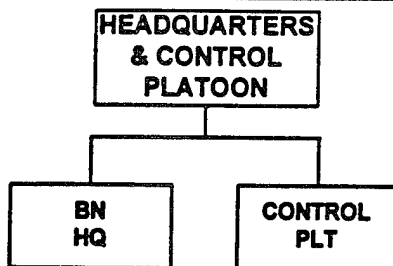 HEADQUARTERS
& CONTROL
PLATOON
BN
HQ
CONTROL
PLT